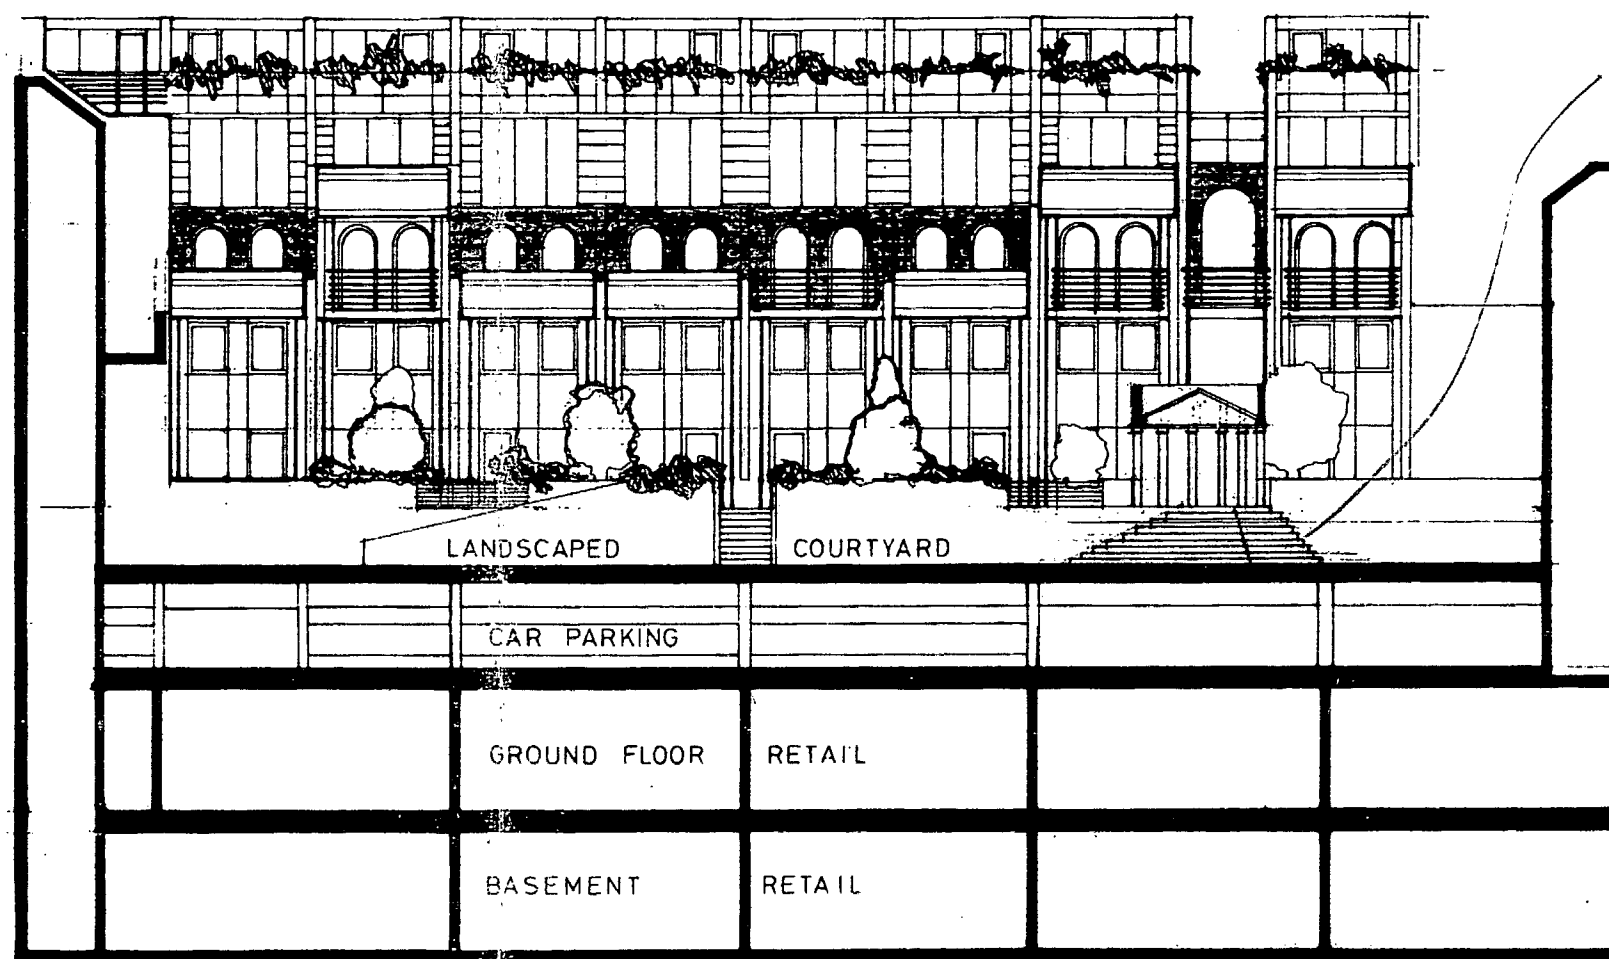 LANDSCAPED COURTYARD
CAR PARKING
GROUND FLOOR RETAIL
BASEMENT RETAIL